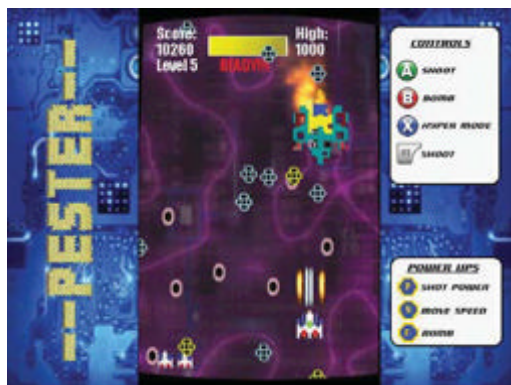 --PESTER--
Score:
10260
Level 5
High:
1000
READY!!!
CONTROLS
A SHOOT
B BOMB
X HYPER MODE
SHOOT
POWER UPS
P SHOT POWER
S MOVE SPEED
BOMB